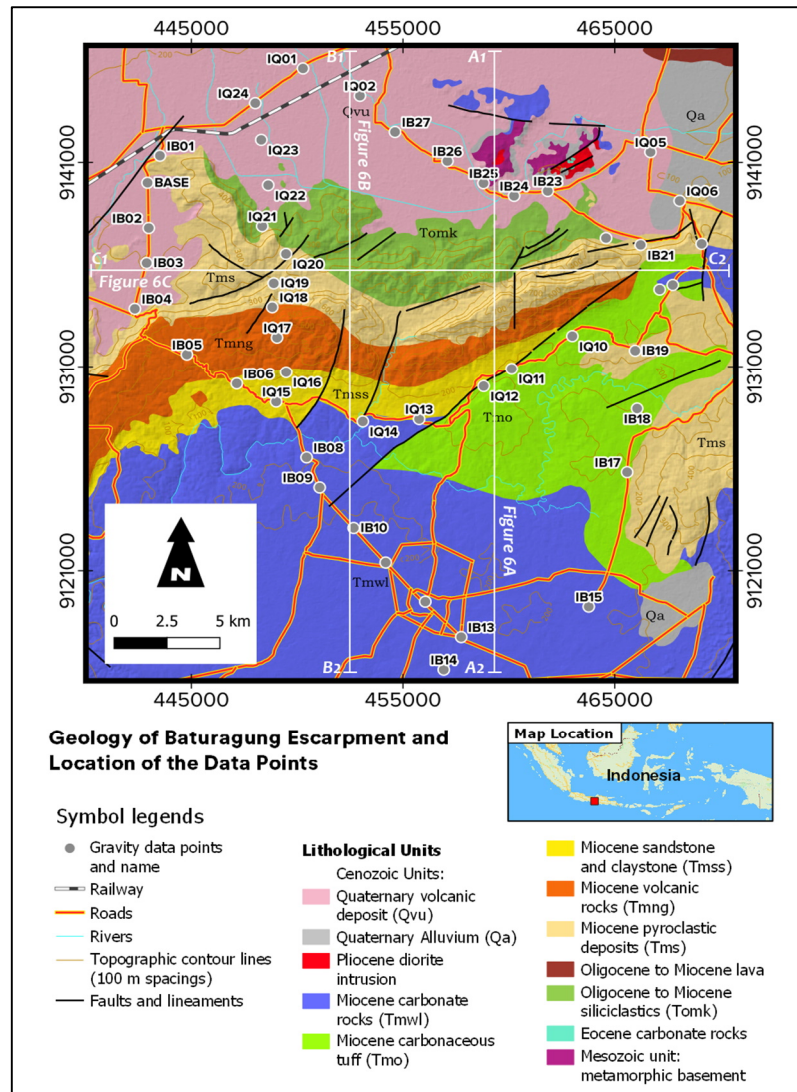 445000
4555000
4665000
9141000
9131000
9121000
9141000
9131000
9121000
B1
A1
IQ01
IQ02
Qvu
IQ24
IB27
Qa
IB01
IQ23
IB26
IQ05
BASE
IQ22
IB25
IB24
IB23
IQ06
IB02
IQ21
Tomk
Figure 6B
IB03
IQ20
IB21
C1
C2
Figure 6C
Tms
IQ19
IB04
IQ18
IQ17
Tmng
IB05
IQ10
IB19
IB06
IQ16
IQ11
Tmss
IQ15
IQ12
IQ14
IQ13
Tmo
IB18
Tms
IB08
IB17
IB09
IB10
Figure 6A
Tmwl
IB15
Qa
IB13
IB14
B2
A2
N
0 2.5 5 km
445000
4555000
4665000
Geology of Baturagung Escarpment and
Location of the Data Points
Map Location
Indonesia
Symbol legends
Gravity data points
and name
Railway
Roads
Rivers
Topographic contour lines
(100 m spacings)
Faults and lineaments
Lithological Units
Cenozoic Units:
Quaternary volcanic
deposit (Qvu)
Quaternary Alluvium (Qa)
Pliocene diorite
intrusion
Miocene carbonate
rocks (Tmwl)
Miocene carbonaceous
tuff (Tmo)
Miocene sandstone
and claystone (Tmss)
Miocene volcanic
rocks (Tmng)
Miocene pyroclastic
deposits (Tms)
Oligocene to Miocene lava
Oligocene to Miocene
siliciclastics (Tomk)
Eocene carbonate rocks
Mesozoic unit:
metamorphic basement